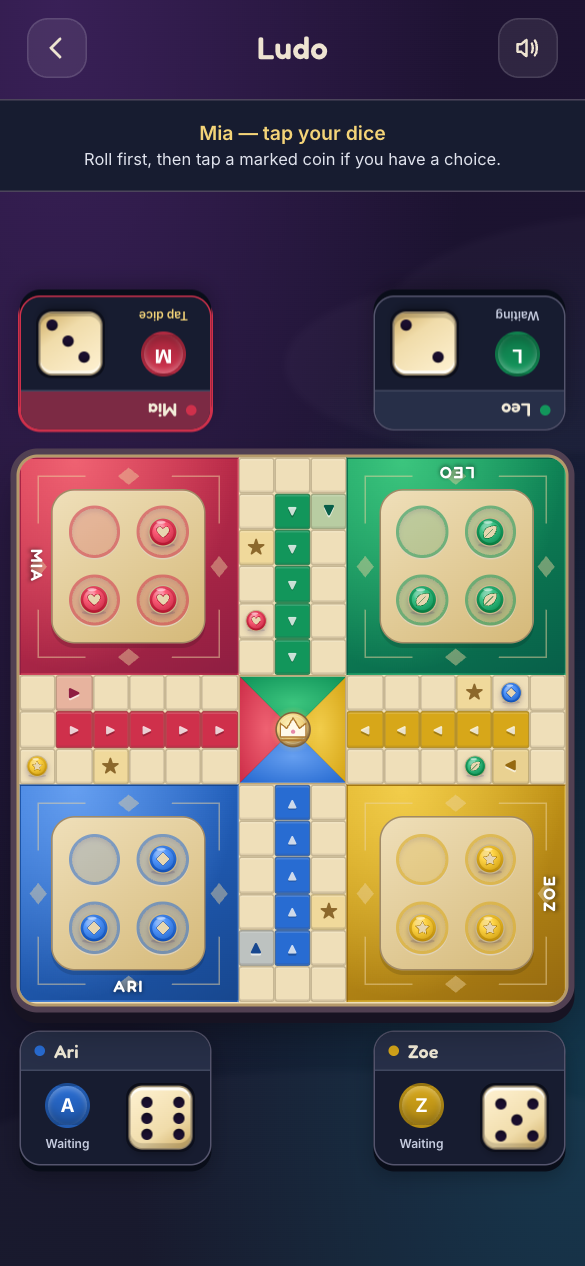 Ludo
Mia — tap your dice
Roll first, then tap a marked coin if you have a choice.
Tap dice
M
Mia
Waiting
L
Leo
LEO
MIA
ZOE
ARI
Ari
A
Waiting
Zoe
Z
Waiting